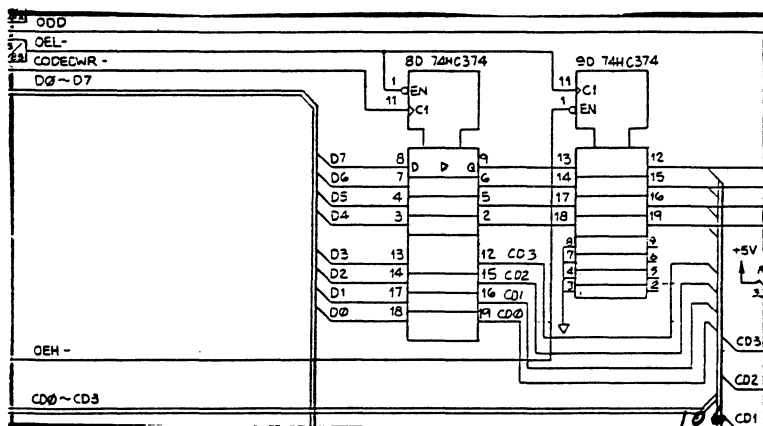 ODD
OEL-
CODECWR -
DØ~D7
8D 74HC374
9D 74HC374
1 EN
11 C1
11 C1
1 EN
D7 8 D ▷ Q 9 13 12
D6 7 6 14 15
D5 4 5 17 16
D4 3 2 18 19
8 9
7 6
4 5
3 2
D3 13 12 CD3
D2 14 15 CD2
D1 17 16 CD1
DØ 18 19 CDØ
+5V
OEH -
CD3
CD2
CDØ~CD3
CD1